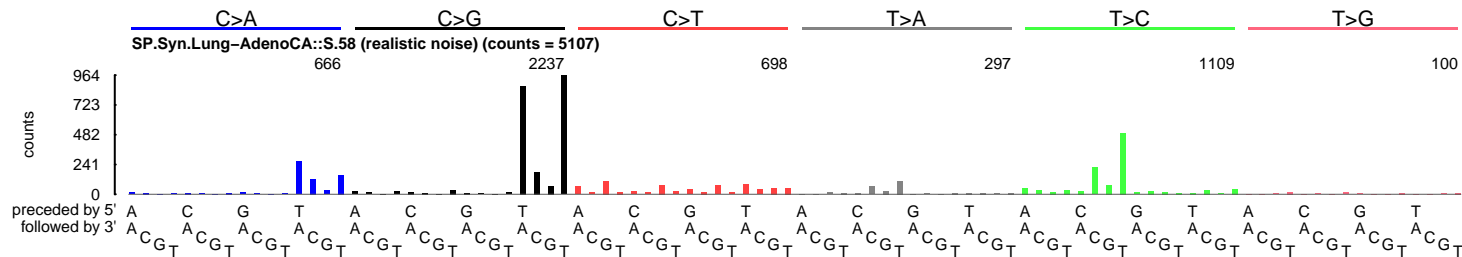 C>A C>G C>T T>A T>C T>G
SP.Syn.Lung−AdenoCA::S.58 (realistic noise) (counts = 5107)
666 2237 698 297 1109 100
964
723
482
241
0
counts
preceded by 5' A C G T A C G T A C G T A C G T A C G T A C G T
followed by 3' A C G T A C G T A C G T A C G T A C G T A C G T A C G T A C G T A C G T A C G T A C G T A C G T A C G T A C G T A C G T A C G T A C G T A C G T A C G T A C G T A C G T A C G T A C G T A C G T